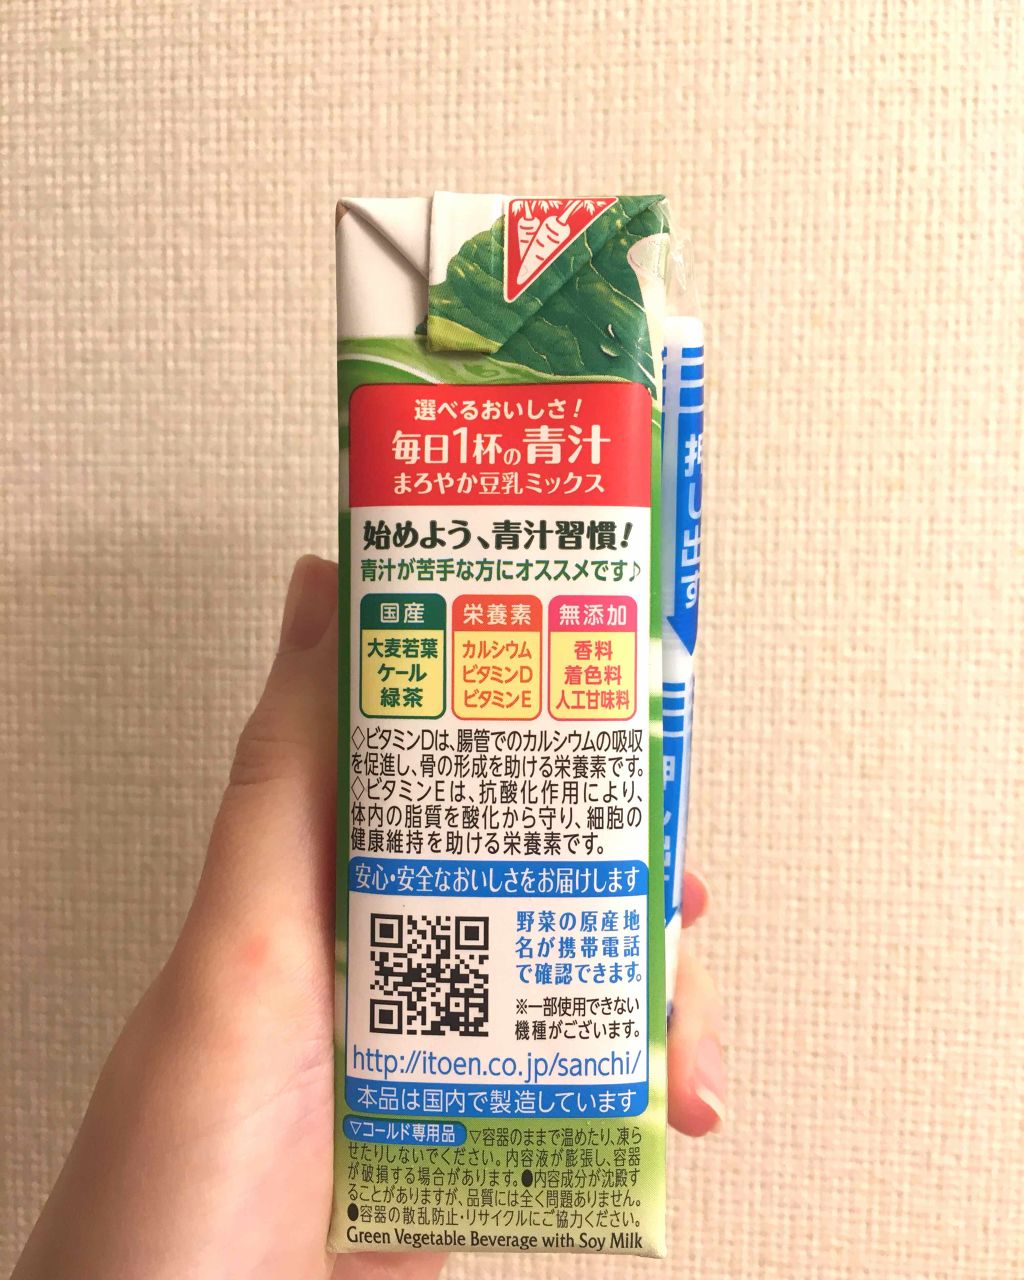 選べるおいしさ!
毎日1杯の青汁
まろやか豆乳ミックス
始めよう、青汁習慣!
青汁が苦手な方にオススメです♪
国産
大麦若葉
ケール
緑茶
栄養素
カルシウム
ビタミンD
ビタミンE
無添加
香料
着色料
人工甘味料
◇ビタミンDは、腸管でのカルシウムの吸収
を促進し、骨の形成を助ける栄養素です。
◇ビタミンEは、抗酸化作用により、
体内の脂質を酸化から守り、細胞の
健康維持を助ける栄養素です。
安心・安全なおいしさをお届けします
野菜の原産地
名が携帯電話
で確認できます。
※一部使用できない
機種がございます。
http://itoen.co.jp/sanchi/
本品は国内で製造しています
▽コールド専用品 ▽容器のままで温めたり、凍ら
せたりしないでください。内容液が膨張し、容器
が破損する場合があります。●内容成分が沈殿す
ることがありますが、品質には全く問題ありません。
●容器の散乱防止・リサイクルにご協力ください。
Green Vegetable Beverage with Soy Milk
押し出す